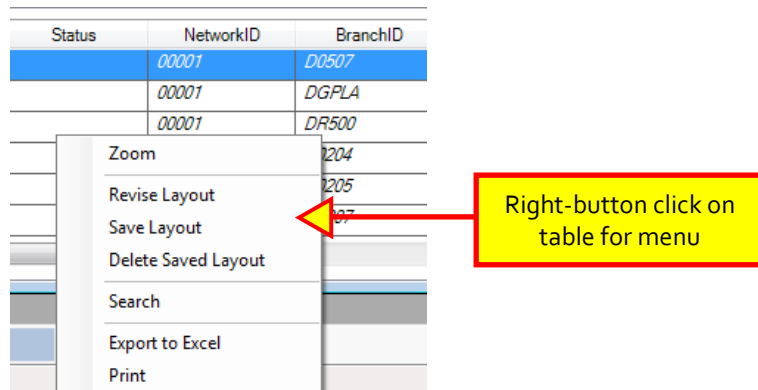 Status NetworkID BranchID
00001 D0507
00001 DGPLA
00001 DR500
Zoom
Revise Layout
Save Layout
Delete Saved Layout
Search
Export to Excel
Print
Right-button click on
table for menu